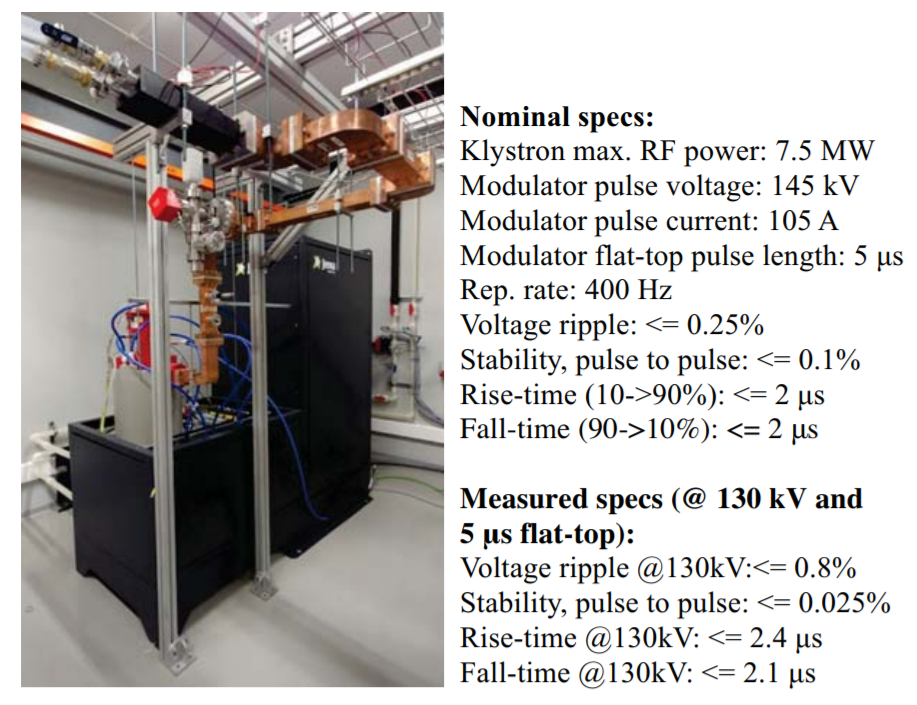 Nominal specs:
Klystron max. RF power: 7.5 MW
Modulator pulse voltage: 145 kV
Modulator pulse current: 105 A
Modulator flat-top pulse length: 5 μs
Rep. rate: 400 Hz
Voltage ripple: <= 0.25%
Stability, pulse to pulse: <= 0.1%
Rise-time (10->90%): <= 2 μs
Fall-time (90->10%): <= 2 μs
Measured specs (@ 130 kV and
5 μs flat-top):
Voltage ripple @130kV:<= 0.8%
Stability, pulse to pulse: <= 0.025%
Rise-time @130kV: <= 2.4 μs
Fall-time @130kV: <= 2.1 μs